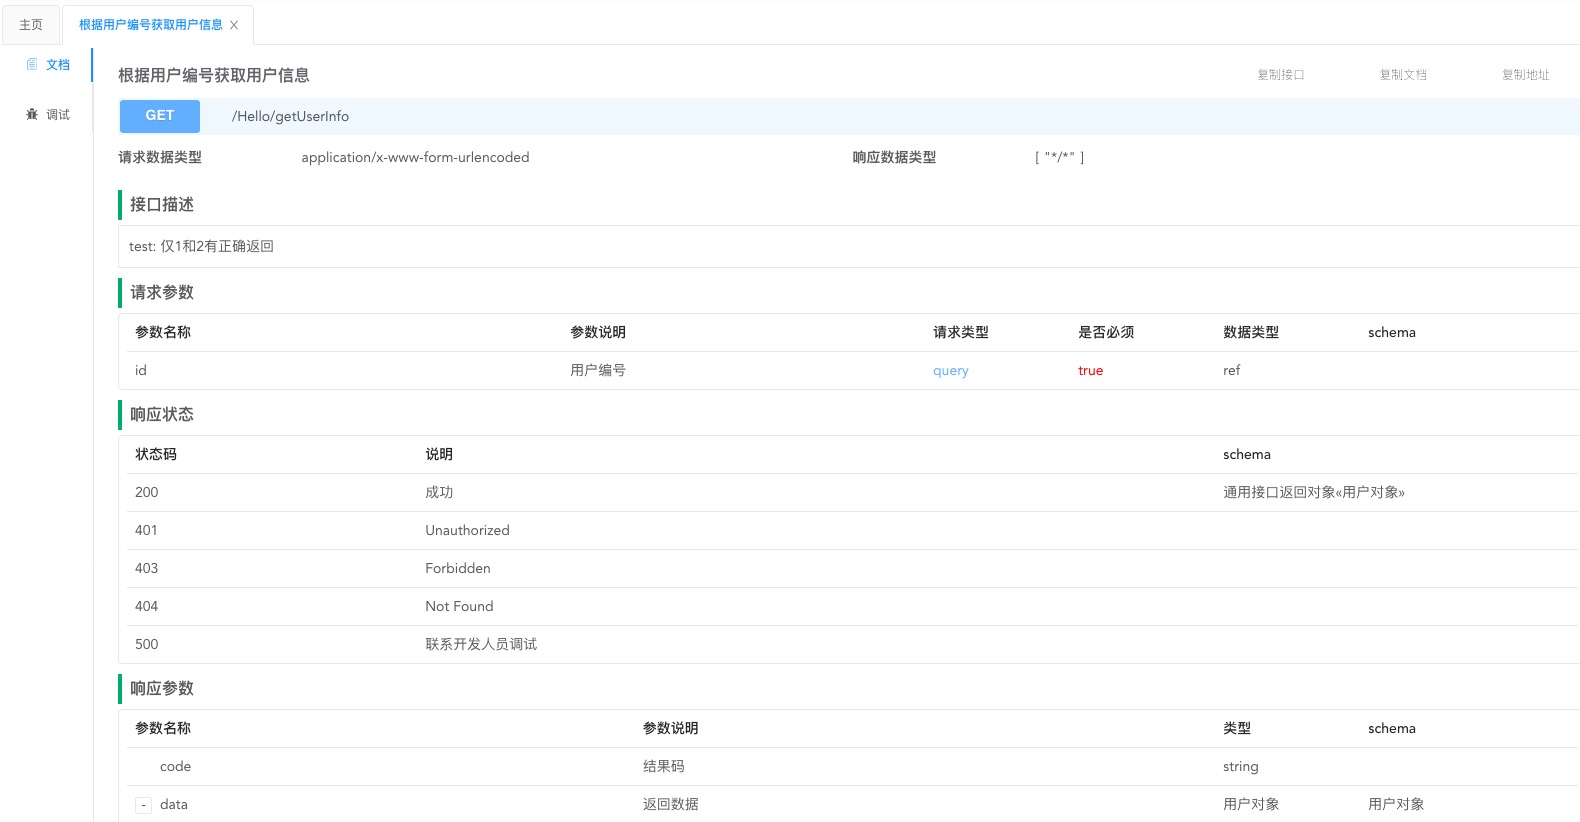 主页 根据用户编号获取用户信息
文档
调试
根据用户编号获取用户信息 复制接口 复制文档 复制地址
GET /Hello/getUserInfo
请求数据类型 application/x-www-form-urlencoded 响应数据类型 [ "*/*" ]
接口描述
test: 仅1和2有正确返回
请求参数
参数名称 参数说明 请求类型 是否必须 数据类型 schema
id 用户编号 query true ref
响应状态
状态码 说明 schema
200 成功 通用接口返回对象«用户对象»
401 Unauthorized
403 Forbidden
404 Not Found
500 联系开发人员调试
响应参数
参数名称 参数说明 类型 schema
code 结果码 string
- data 返回数据 用户对象 用户对象